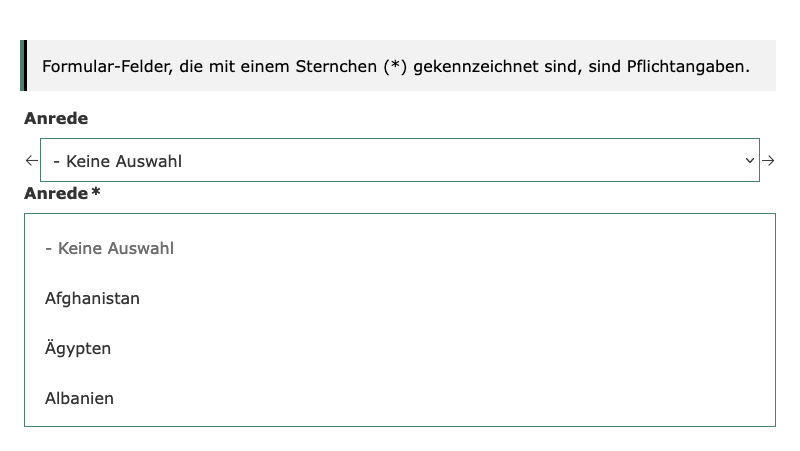 Formular-Felder, die mit einem Sternchen (*) gekennzeichnet sind, sind Pflichtangaben.
Anrede
- Keine Auswahl
Anrede*
- Keine Auswahl
Afghanistan
Ägypten
Albanien